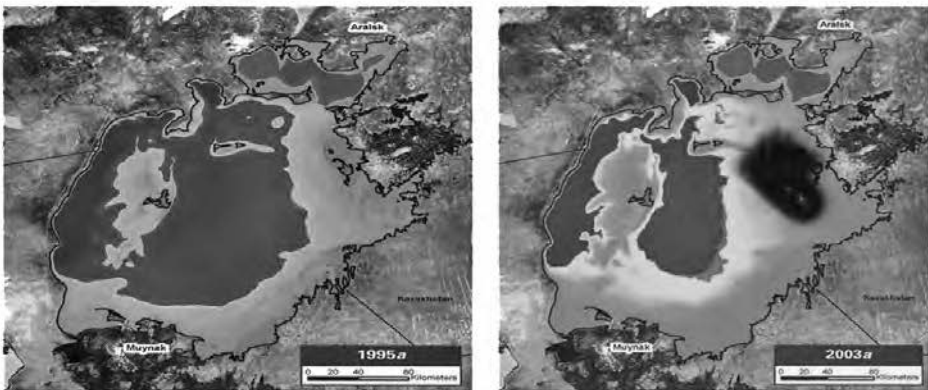 Aralsk
Kazakhstan
Muynak
1995a
0 20 40 80
Kilometers
Aralsk
Kazakhstan
Muynak
2003a
0 20 40 80
Kilometers